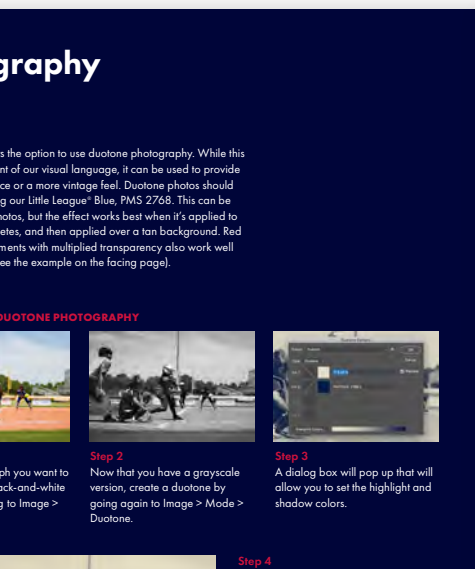 graphy
s the option to use duotone photography. While this
nt of our visual language, it can be used to provide
ce or a more vintage feel. Duotone photos should
g our Little League® Blue, PMS 2768. This can be
hotos, but the effect works best when it's applied to
etes, and then applied over a tan background. Red
ments with multiplied transparency also work well
ee the example on the facing page).
DUOTONE PHOTOGRAPHY
ph you want to
ack-and-white
g to Image >
Step 2
Now that you have a grayscale
version, create a duotone by
going again to Image > Mode >
Duotone.
Step 3
A dialog box will pop up that will
allow you to set the highlight and
shadow colors.
Step 4